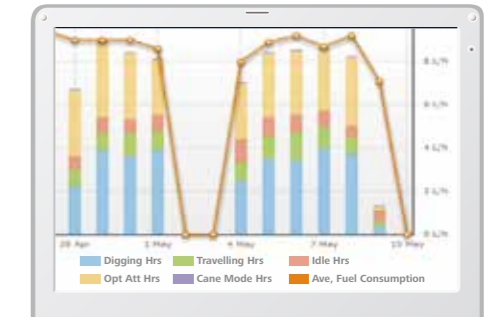 8 L/h
6 L/h
4 L/h
2 L/h
0 L/h
28 Apr 1 May 4 May 7 May 10 May
Digging Hrs Travelling Hrs Idle Hrs
Opt Att Hrs Cane Mode Hrs Ave, Fuel Consumption